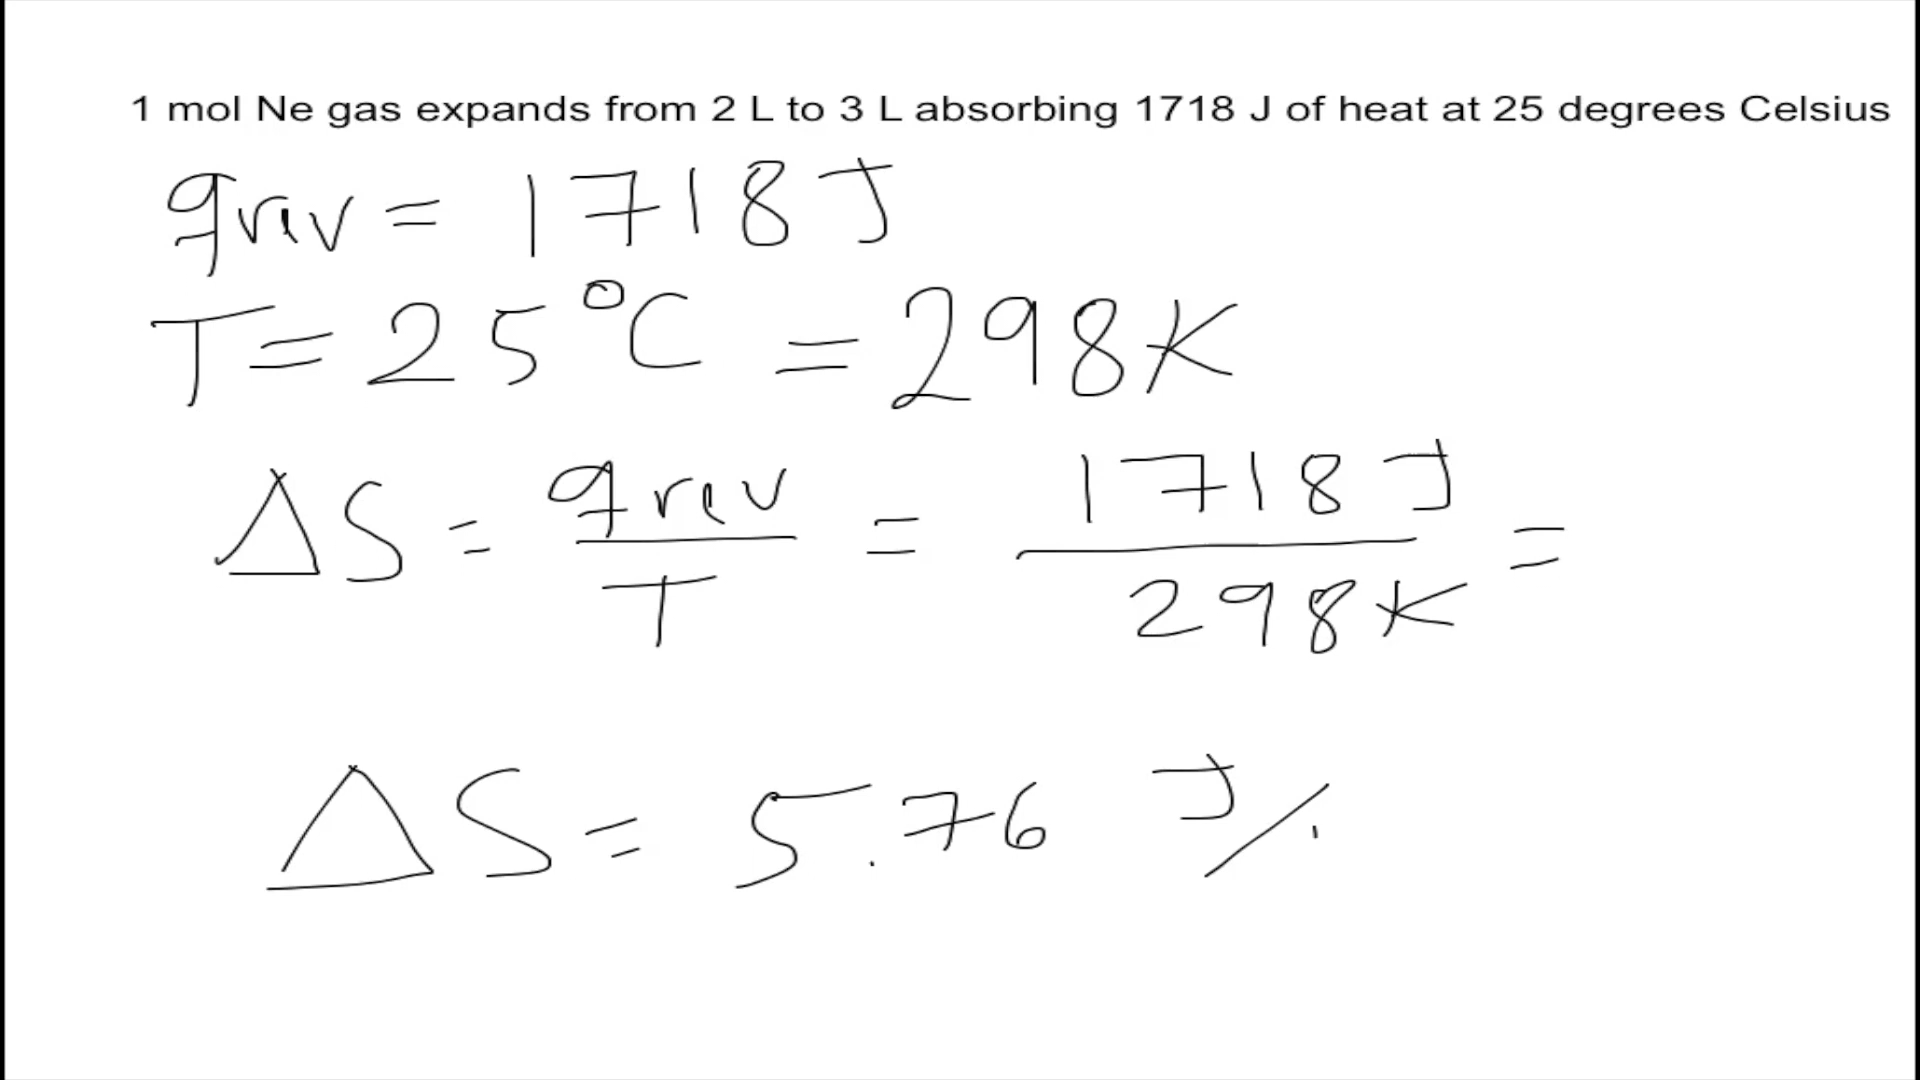 1 mol Ne gas expands from 2 L to 3 L absorbing 1718 J of heat at 25 degrees Celsius
qrev = 1718 J
T = 25°C = 298K
ΔS = qrev/T = 1718 J/298K =
ΔS = 5.76 J/